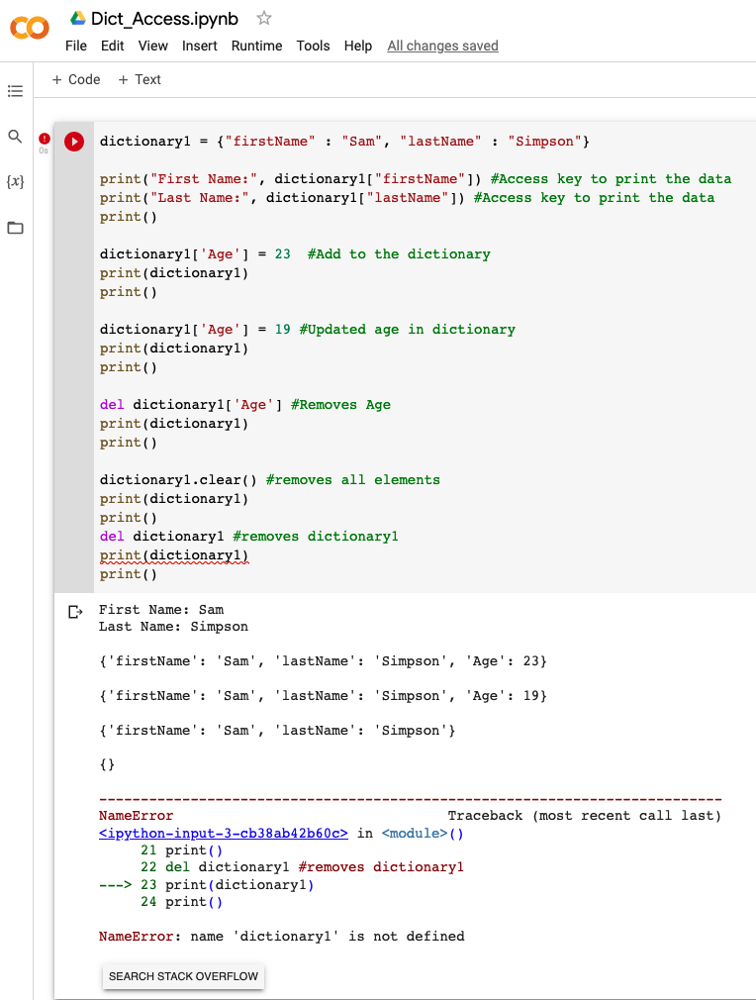 Dict_Access.ipynb
File Edit View Insert Runtime Tools Help All changes saved
+ Code + Text
0s
{x}
dictionary1 = {"firstName" : "Sam", "lastName" : "Simpson"}
print("First Name:", dictionary1["firstName"]) #Access key to print the data
print("Last Name:", dictionary1["lastName"]) #Access key to print the data
print()
dictionary1['Age'] = 23  #Add to the dictionary
print(dictionary1)
print()
dictionary1['Age'] = 19 #Updated age in dictionary
print(dictionary1)
print()
del dictionary1['Age'] #Removes Age
print(dictionary1)
print()
dictionary1.clear() #removes all elements
print(dictionary1)
print()
del dictionary1 #removes dictionary1
print(dictionary1)
print()
First Name: Sam
Last Name: Simpson
{'firstName': 'Sam', 'lastName': 'Simpson', 'Age': 23}
{'firstName': 'Sam', 'lastName': 'Simpson', 'Age': 19}
{'firstName': 'Sam', 'lastName': 'Simpson'}
{}
---------------------------------------------------------------------------
NameError Traceback (most recent call last)
<ipython-input-3-cb38ab42b60c> in <module>()
21 print()
22 del dictionary1 #removes dictionary1
---> 23 print(dictionary1)
24 print()
NameError: name 'dictionary1' is not defined
SEARCH STACK OVERFLOW